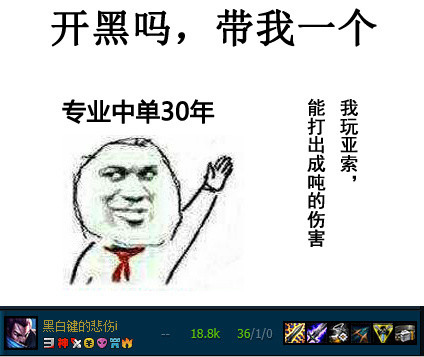 开黑吗，带我一个
专业中单30年
我玩亚索，
能打出成吨的伤害
黑白键的悲伤i
-- 18.8k 36/1/0